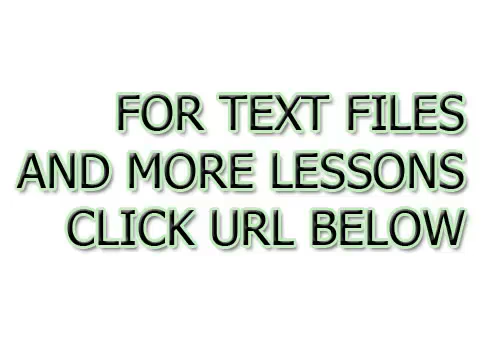 FOR TEXT FILES
AND MORE LESSONS
CLICK URL BELOW